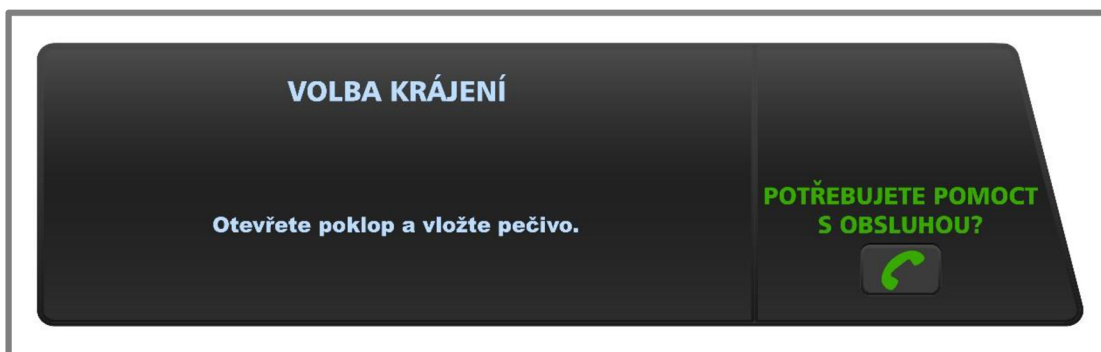 VOLBA KRÁJENÍ
Otevřete poklop a vložte pečivo.
POTŘEBUJETE POMOCT
S OBSLUHOU?